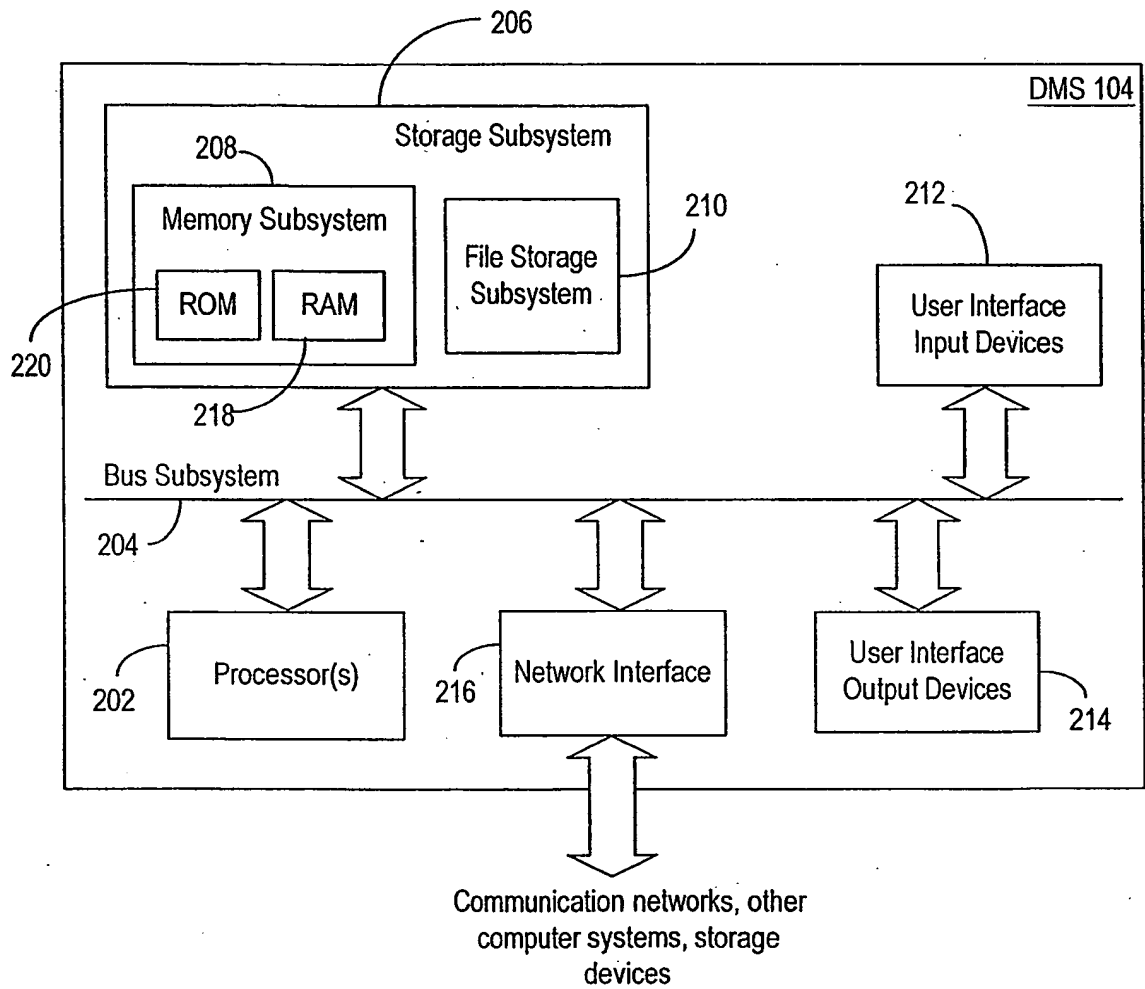 206
DMS 104
Storage Subsystem
208
Memory Subsystem
210
212
File Storage
Subsystem
User Interface
Input Devices
ROM
RAM
220
218
Bus Subsystem
204
202
Processor(s)
216
Network Interface
User Interface
Output Devices
214
Communication networks, other
computer systems, storage
devices